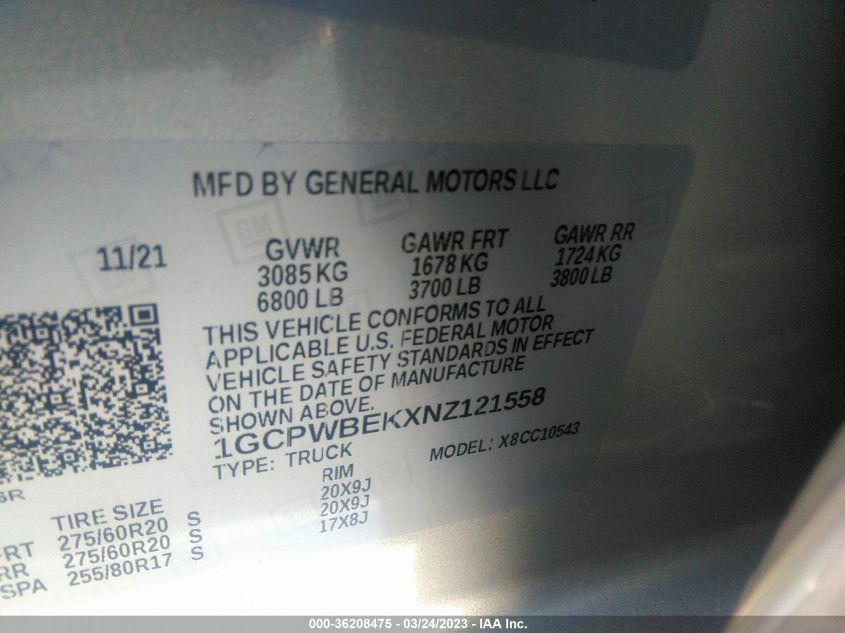 MFD BY GENERAL MOTORS LLC
11/21
GVWR
3085 KG
6800 LB
GAWR FRT
1678 KG
3700 LB
GAWR RR
1724 KG
3800 LB
THIS VEHICLE CONFORMS TO ALL
APPLICABLE U.S. FEDERAL MOTOR
VEHICLE SAFETY STANDARDS IN EFFECT
ON THE DATE OF MANUFACTURE
SHOWN ABOVE.
1GCPWBEKXNZ121558
TYPE: TRUCK MODEL: X8CC10543
TIRE SIZE RIM
FRT 275/60R20 S 20X9J
RR 275/60R20 S 20X9J
SPA 255/80R17 S 17X8J
000-36208475 - 03/24/2023 - IAA Inc.